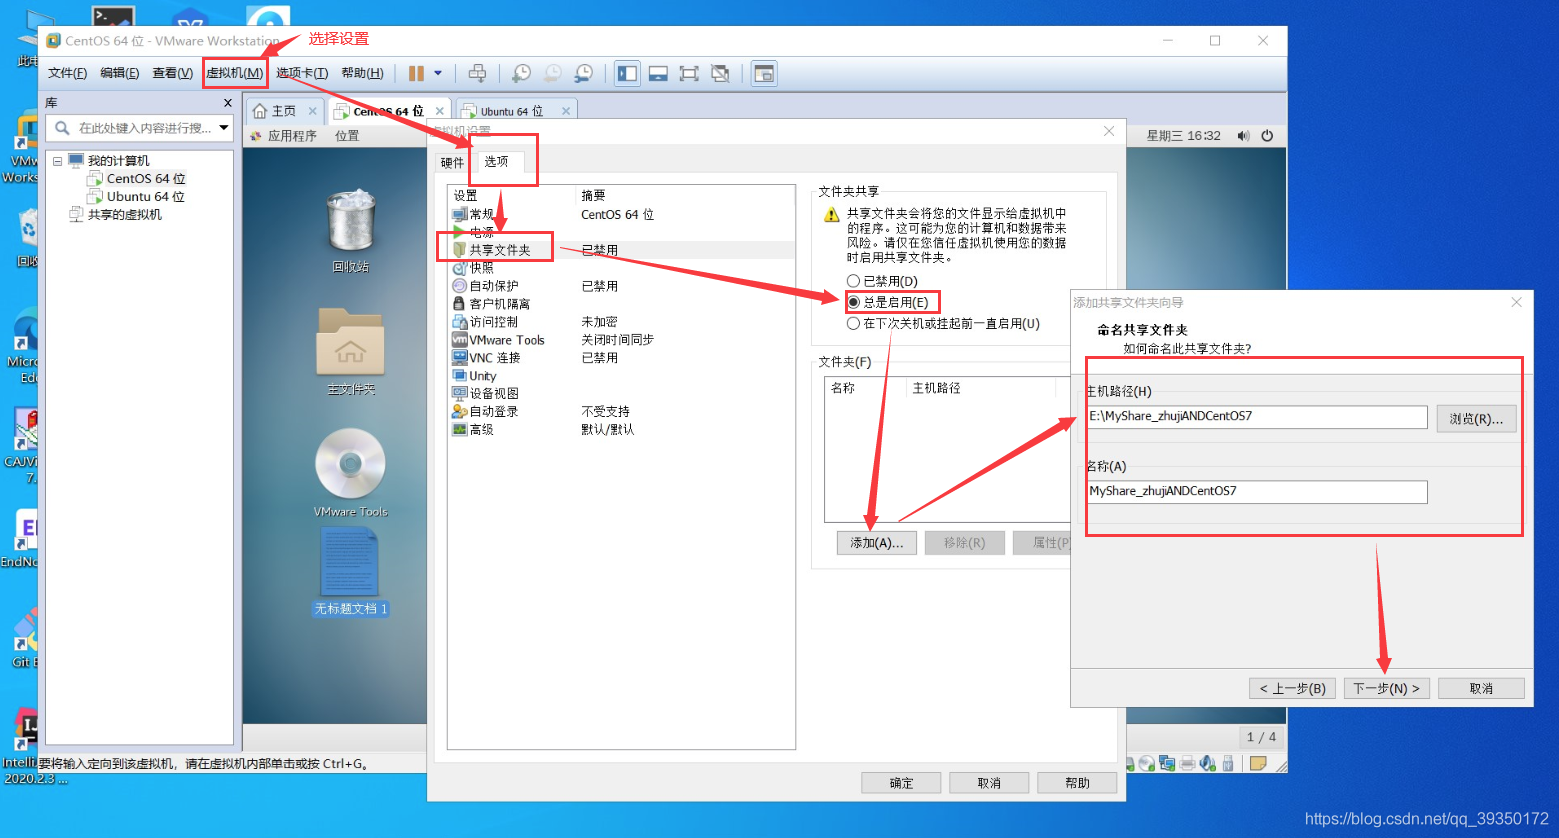 选择设置
CentOS 64 位 - VMware Workstation
文件(F) 编辑(E) 查看(V) 虚拟机(M) 选项卡(T) 帮助(H)
库
在此处键入内容进行搜...
我的计算机
CentOS 64 位
Ubuntu 64 位
共享的虚拟机
主页
CentOS 64 位
Ubuntu 64 位
应用程序 位置
星期三 16:32
回收站
主文件夹
VMware Tools
无标题文档 1
1 / 4
要将输入定向到该虚拟机，请在虚拟机内部单击或按 Ctrl+G。
虚拟机设置
硬件 选项
设置 摘要
常规 CentOS 64 位
电源
共享文件夹 已禁用
快照
自动保护 已禁用
客户机隔离
访问控制 未加密
VMware Tools 关闭时间同步
VNC 连接 已禁用
Unity
设备视图
自动登录 不受支持
高级 默认/默认
文件夹共享
共享文件夹会将您的文件显示给虚拟机中
的程序。这可能为您的计算机和数据带来
风险。请仅在您信任虚拟机使用您的数据
时启用共享文件夹。
已禁用(D)
总是启用(E)
在下次关机或挂起前一直启用(U)
文件夹(F)
名称 主机路径
添加(A)... 移除(R) 属性(P)
确定 取消 帮助
添加共享文件夹向导
命名共享文件夹
如何命名此共享文件夹?
主机路径(H)
E:\MyShare_zhujiANDCentOS7
浏览(R)...
名称(A)
MyShare_zhujiANDCentOS7
< 上一步(B) 下一步(N) > 取消
此电
VM
Works
回收
Micro
Ed
CAJVi
7.
EndNo
Git
Intelli
2020.2.3 ...
https://blog.csdn.net/qq_39350172